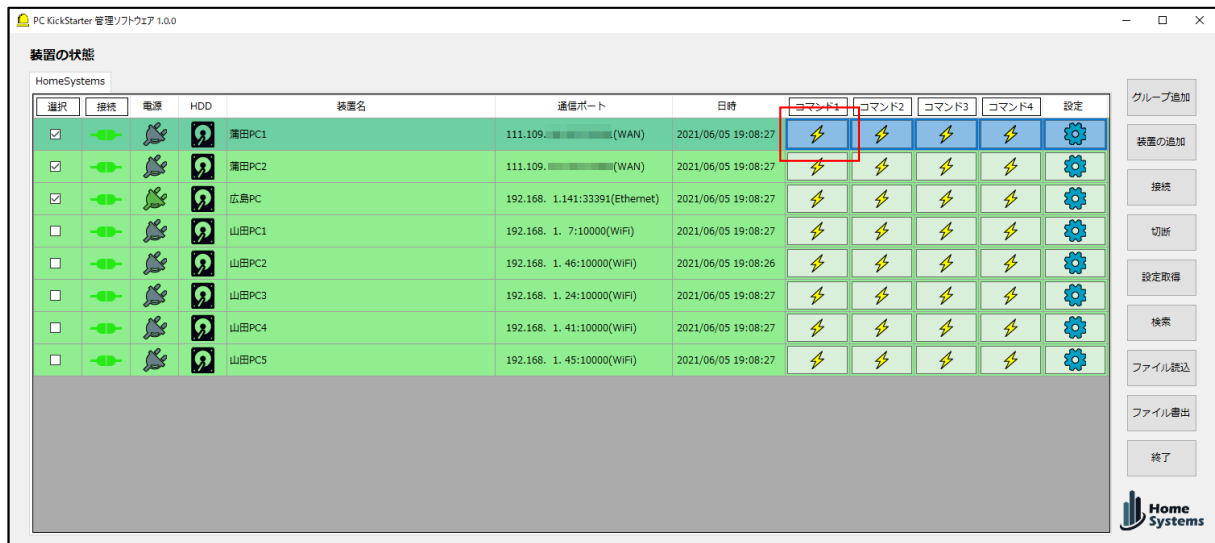 PC KickStarter 管理ソフトウェア 1.0.0
装置の状態
HomeSystems
選択 接続 電源 HDD 装置名 通信ポート 日時 コマンド1 コマンド2 コマンド3 コマンド4 設定
蒲田PC1 111.109. (WAN) 2021/06/05 19:08:27
蒲田PC2 111.109. (WAN) 2021/06/05 19:08:27
広島PC 192.168. 1.141:33391(Ethernet) 2021/06/05 19:08:27
山田PC1 192.168. 1. 7:10000(WiFi) 2021/06/05 19:08:27
山田PC2 192.168. 1. 46:10000(WiFi) 2021/06/05 19:08:26
山田PC3 192.168. 1. 24:10000(WiFi) 2021/06/05 19:08:27
山田PC4 192.168. 1. 41:10000(WiFi) 2021/06/05 19:08:27
山田PC5 192.168. 1. 45:10000(WiFi) 2021/06/05 19:08:27
グループ追加
装置の追加
接続
切断
設定取得
検索
ファイル読込
ファイル書出
終了
Home
Systems